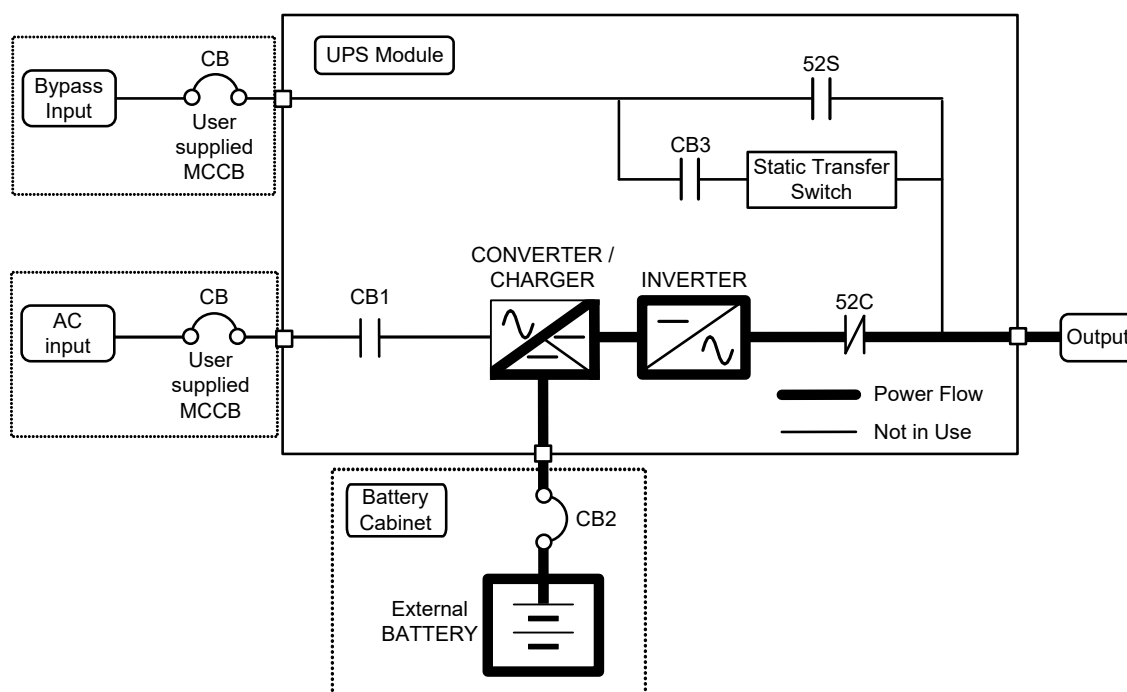 UPS Module
CB
Bypass
Input
User
supplied
MCCB
52S
CB3
Static Transfer
Switch
CONVERTER /
CHARGER
INVERTER
CB
AC
input
User
supplied
MCCB
CB1
52C
Output
Power Flow
Not in Use
Battery
Cabinet
CB2
External
BATTERY